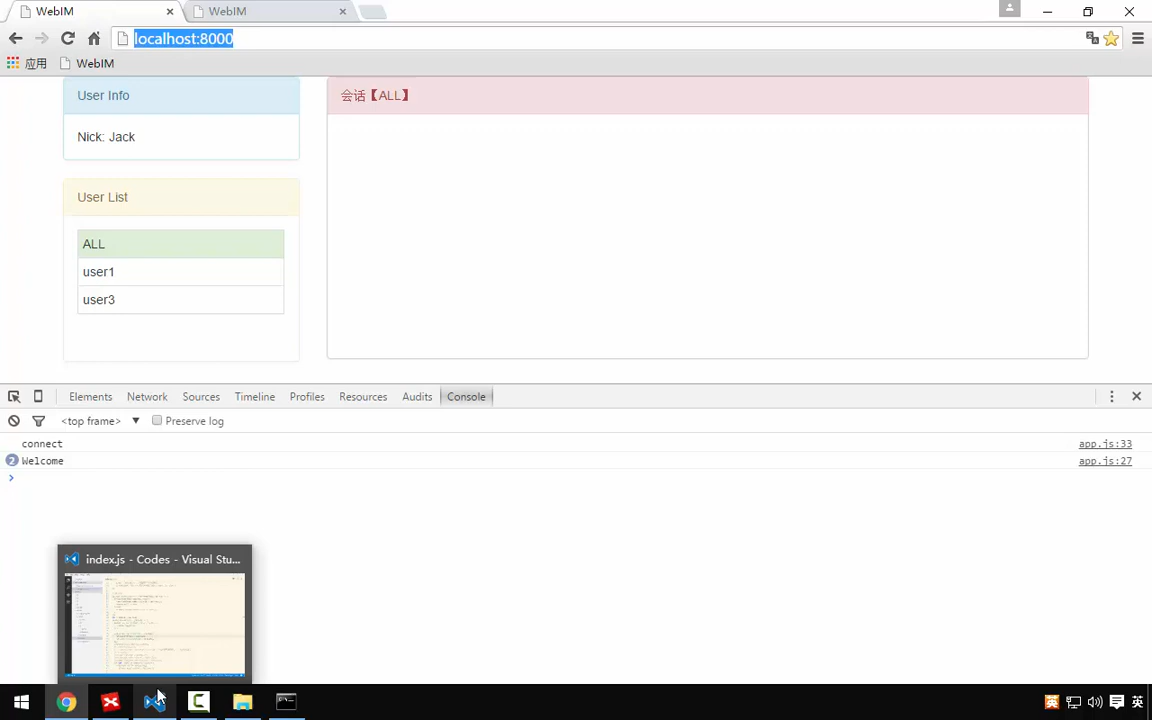 WebIM
WebIM
localhost:8000
应用
WebIM
User Info
会话【ALL】
Nick: Jack
User List
ALL
user1
user3
Elements
Network
Sources
Timeline
Profiles
Resources
Audits
Console
<top frame>
Preserve log
connect
app.js:33
2
Welcome
app.js:27
index.js - Codes - Visual Stu...
英
英